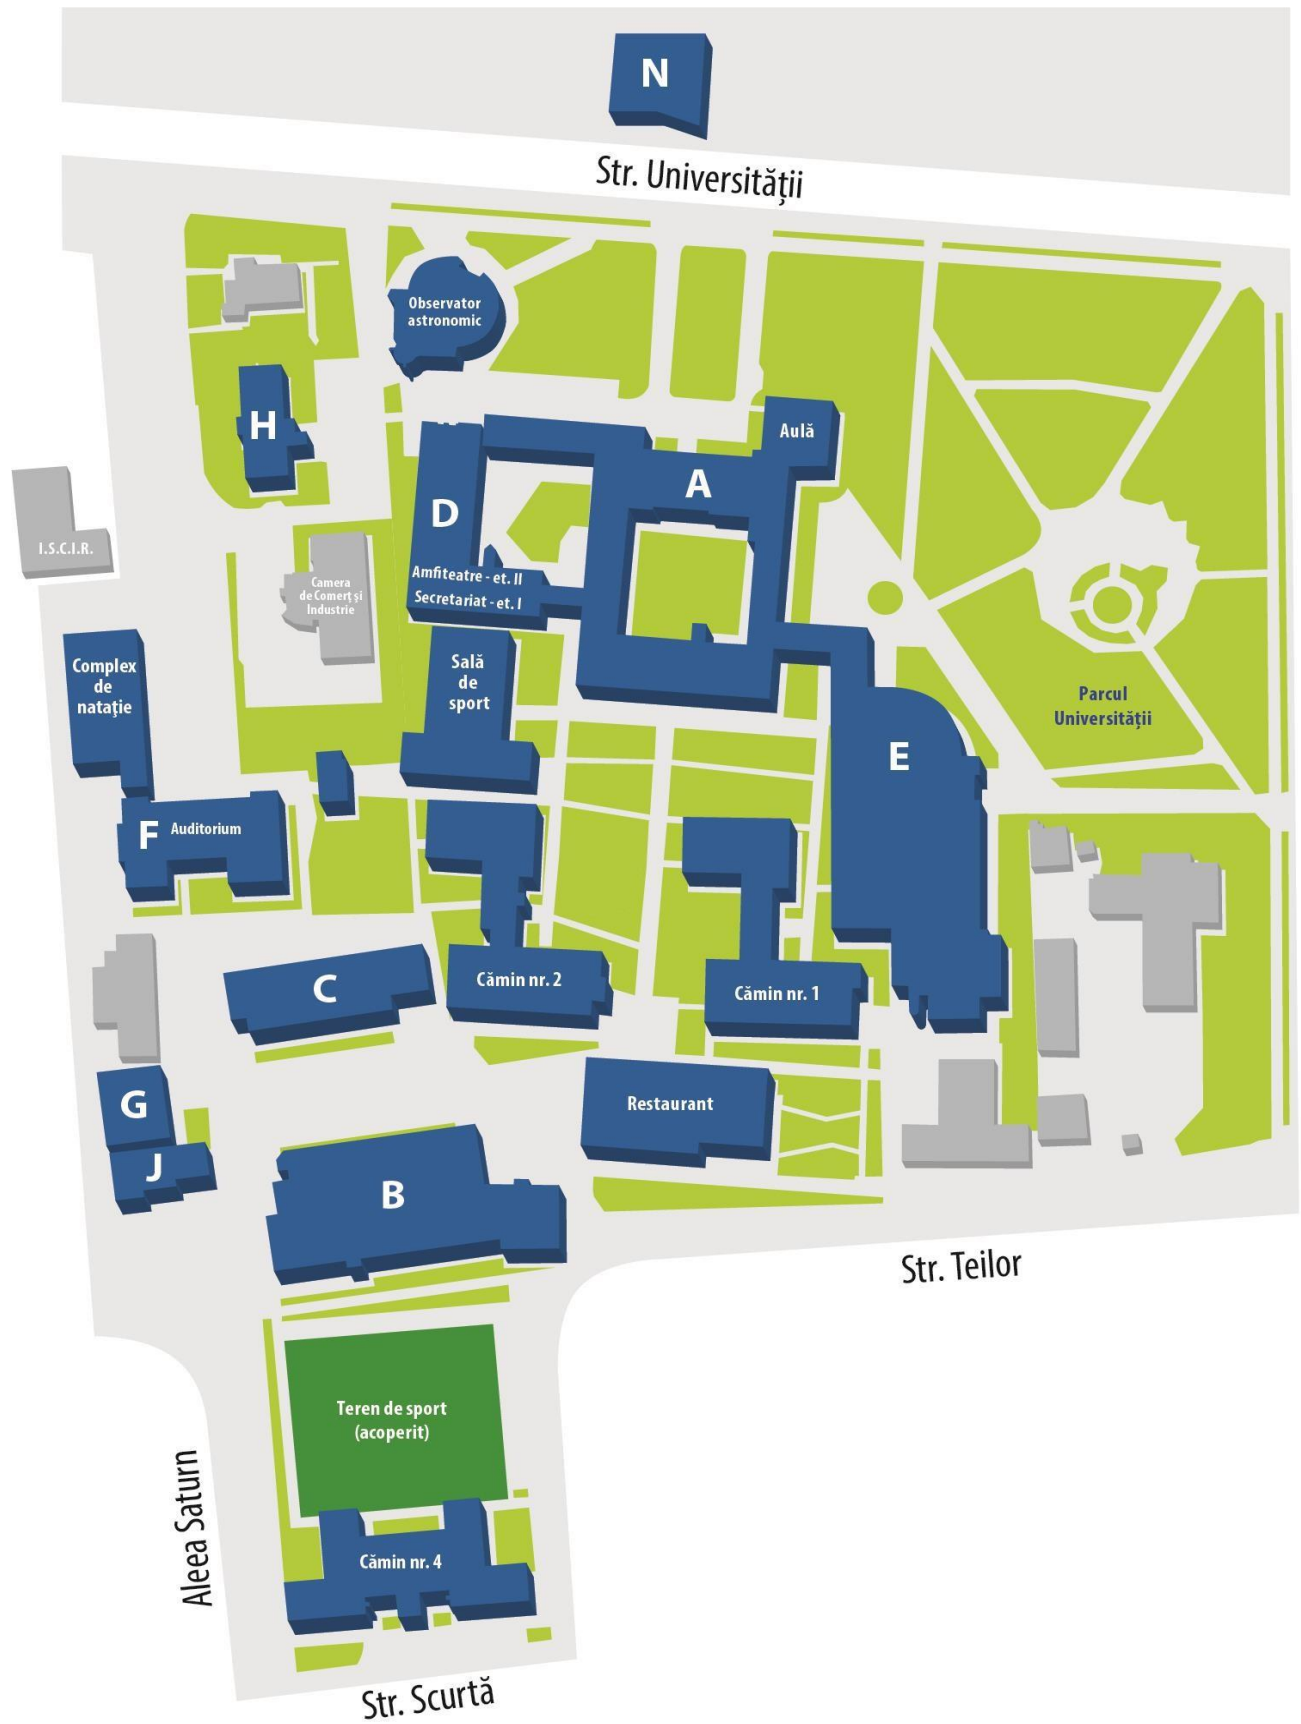 N
Str. Universității
Observator
astronomic
H
Aulă
A
D
I.S.C.I.R.
Amfiteatre - et. II
Secretariat - et. I
Camera
de Comerț și
Industrie
Complex
de
natație
Sală
de
sport
Parcul
Universității
E
F
Auditorium
C
Cămin nr. 2
Cămin nr. 1
G
Restaurant
J
B
Str. Teilor
Teren de sport
(acoperit)
Aleea Saturn
Cămin nr. 4
Str. Scurtă